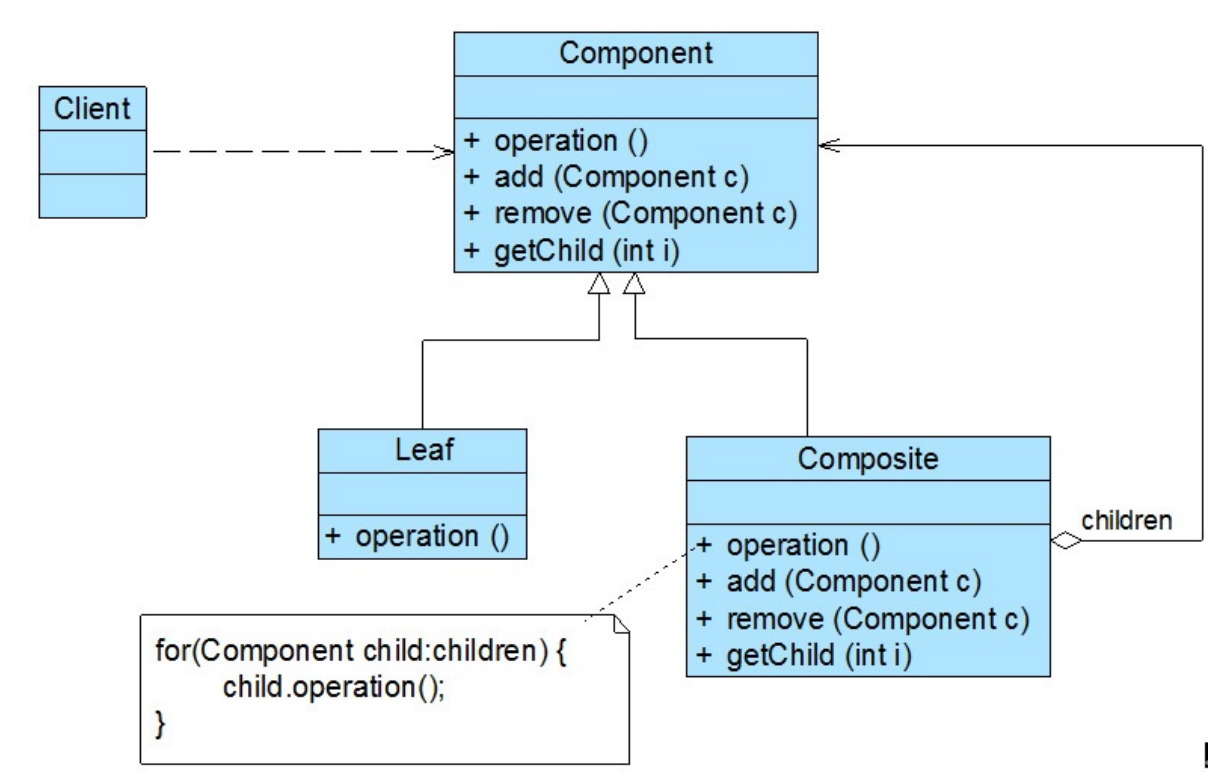 Component
Client
+ operation ()
+ add (Component c)
+ remove (Component c)
+ getChild (int i)
Leaf
+ operation ()
Composite
+ operation ()
+ add (Component c)
+ remove (Component c)
+ getChild (int i)
children
for(Component child:children) {
child.operation();
}